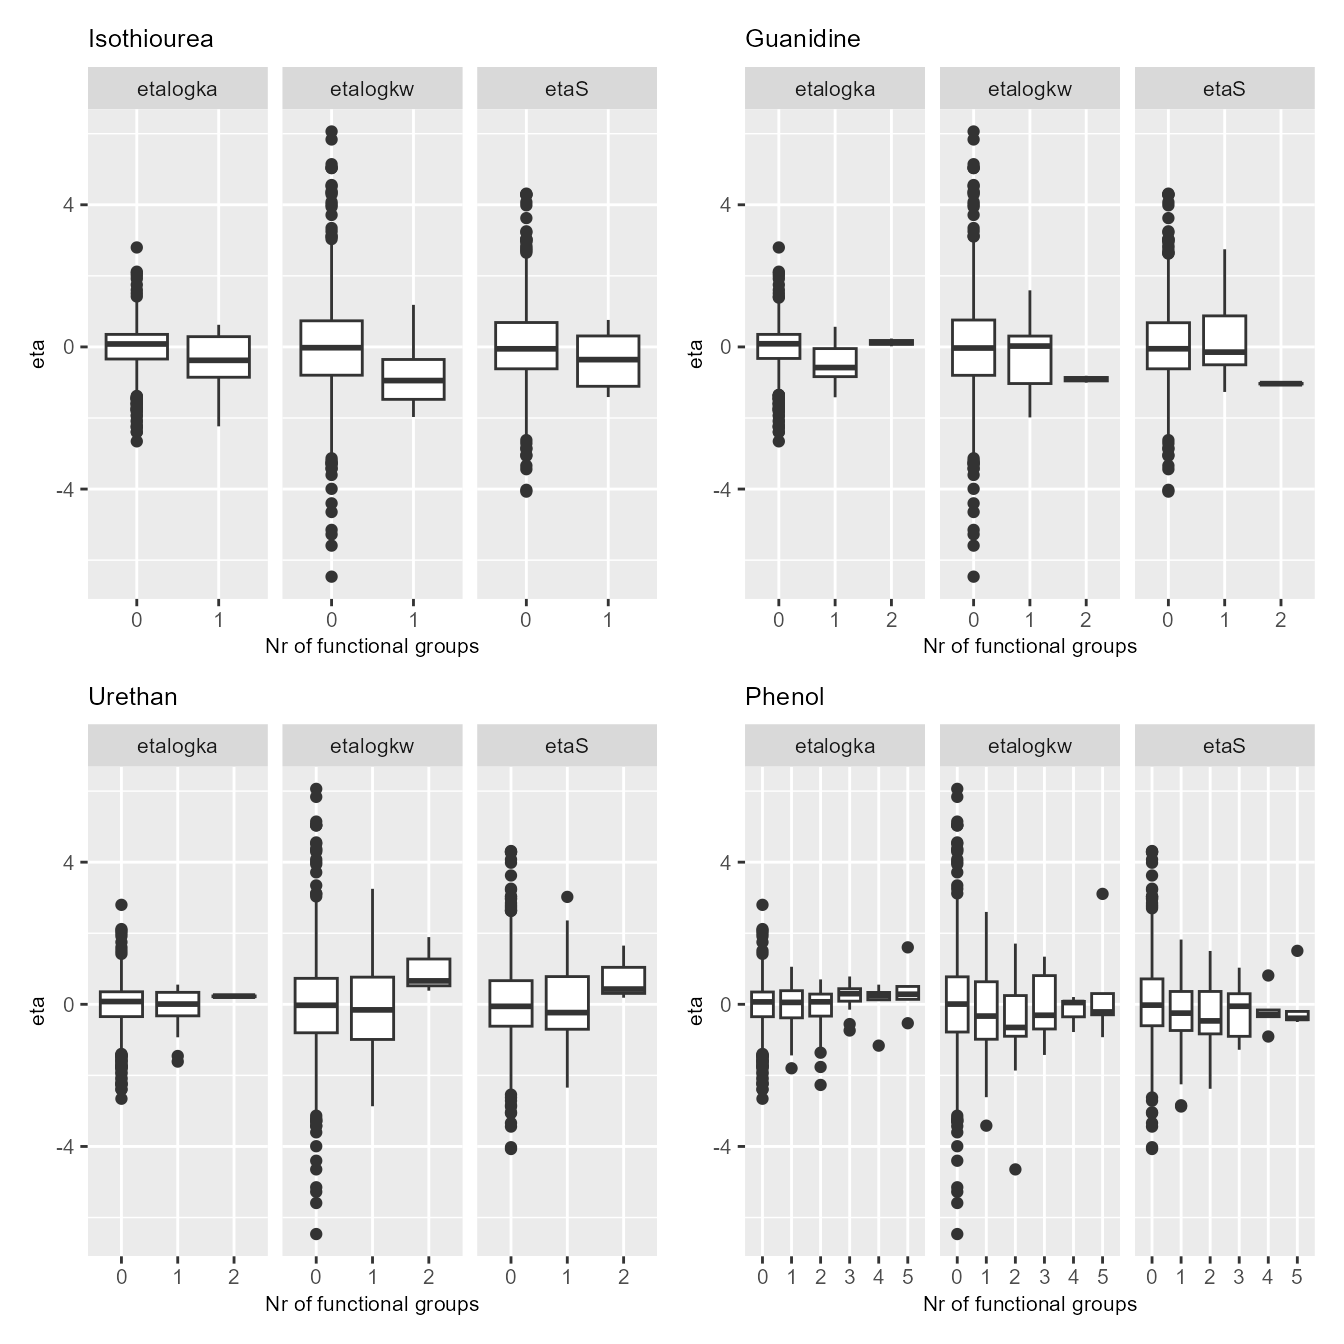 Isothiourea
etalogka etalogkw etaS
eta
4
0
-4
0 1 0 1 0 1
Nr of functional groups
Guanidine
etalogka etalogkw etaS
eta
4
0
-4
0 1 2 0 1 2 0 1 2
Nr of functional groups
Urethan
etalogka etalogkw etaS
eta
4
0
-4
0 1 2 0 1 2 0 1 2
Nr of functional groups
Phenol
etalogka etalogkw etaS
eta
4
0
-4
0 1 2 3 4 5 0 1 2 3 4 5 0 1 2 3 4 5
Nr of functional groups